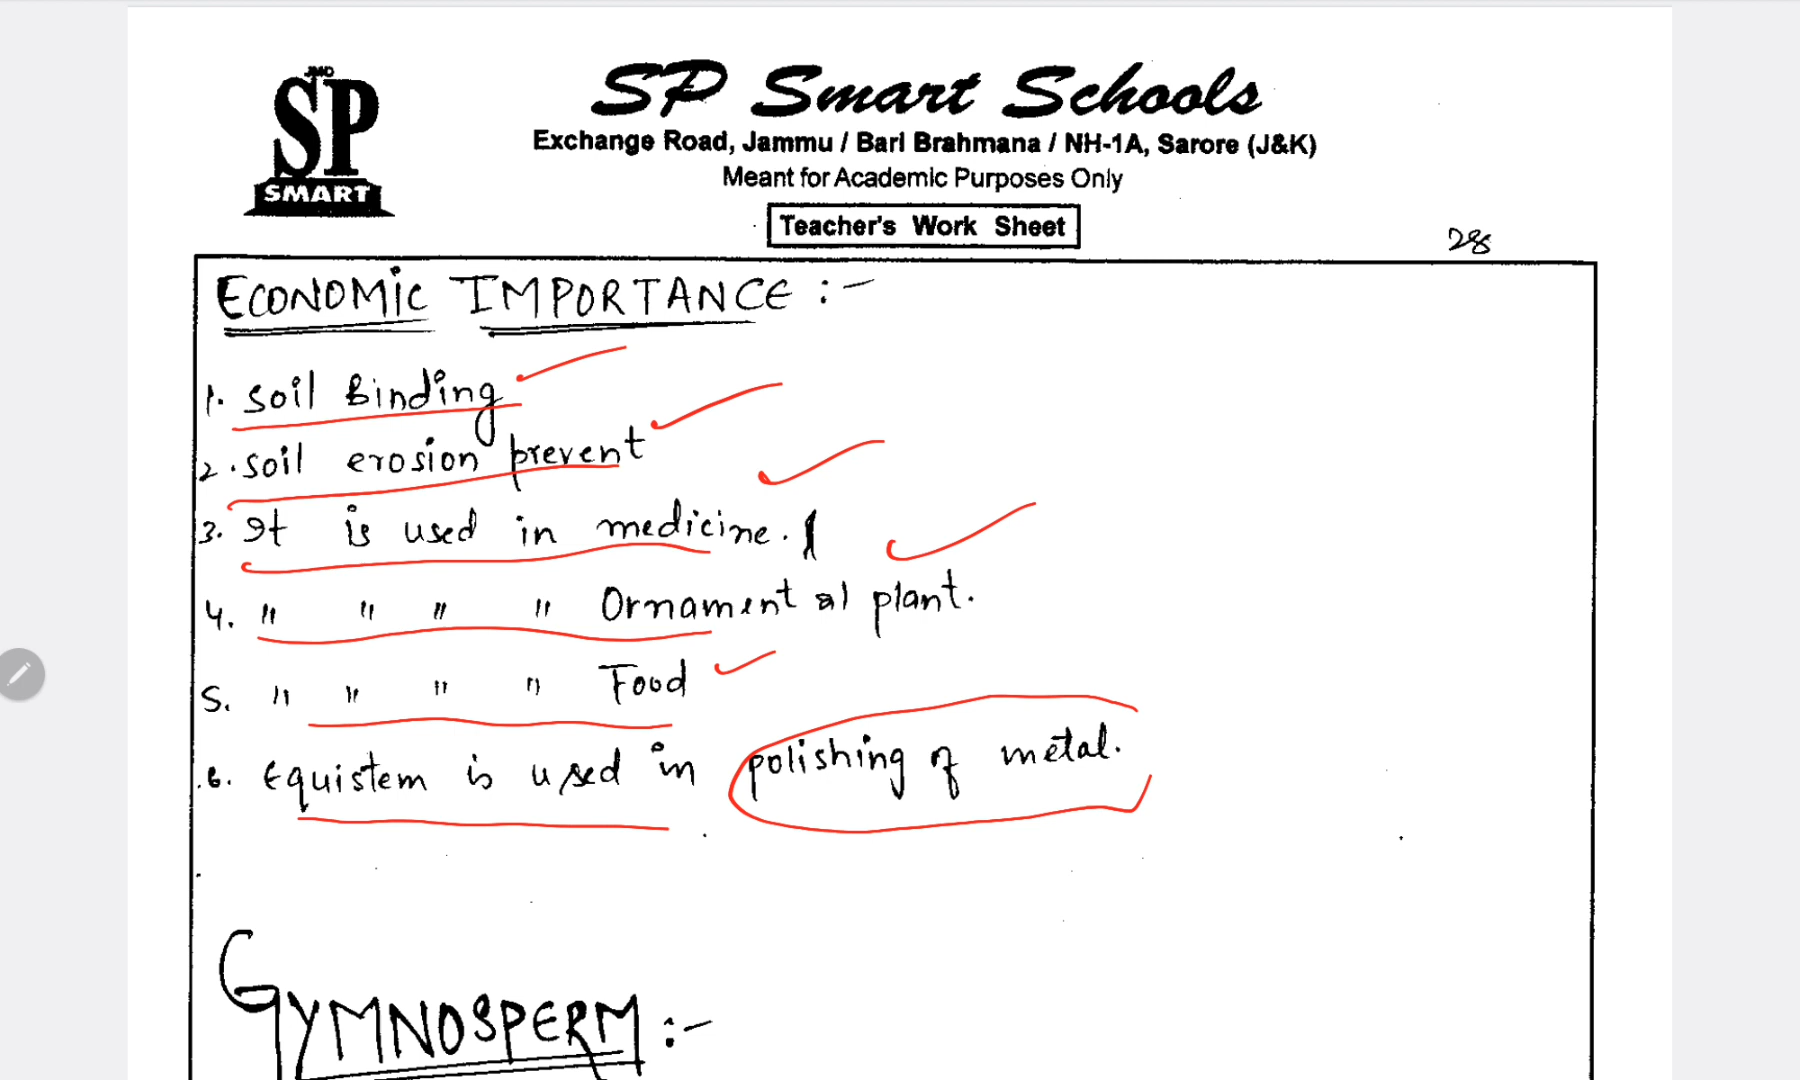 JMD
SP
SMART
SP Smart Schools
Exchange Road, Jammu / Bari Brahmana / NH-1A, Sarore (J&K)
Meant for Academic Purposes Only
Teacher's Work Sheet
28
ECONOMIC IMPORTANCE :-
1. soil Binding
2. soil erosion prevent
3. It is used in medicine.
4. " " " " Ornamental plant.
5. " " " " Food
6. Equistem is used in polishing of metal.
GYMNOSPERM :-